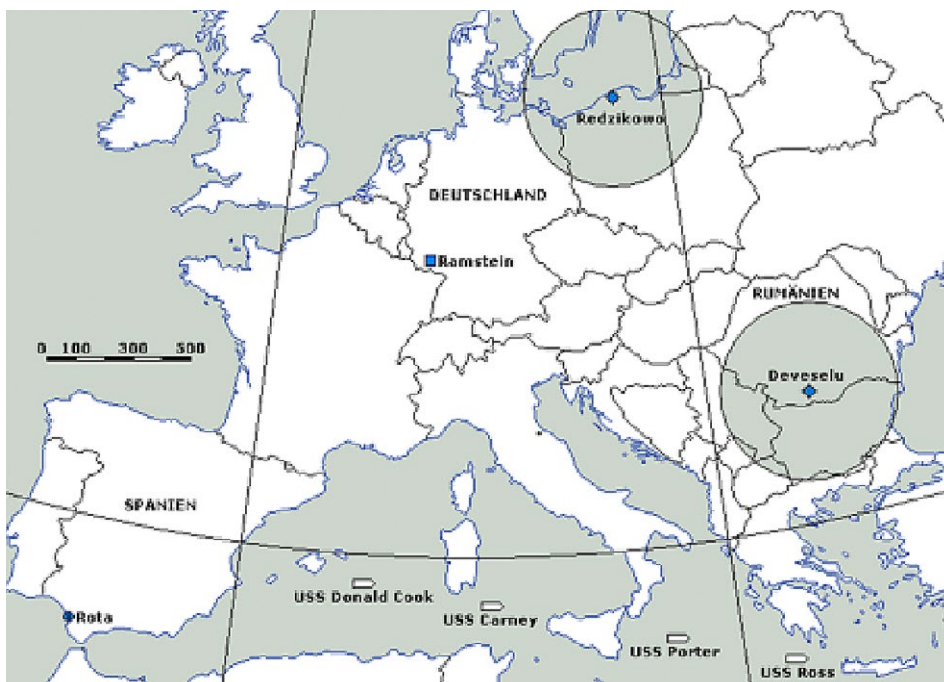 Redzikowo
DEUTSCHLAND
Ramstein
RUMÄNIEN
0 100 300 500
Deveselu
SPANIEN
USS Donald Cook
USS Carney
Rota
USS Porter
USS Ross